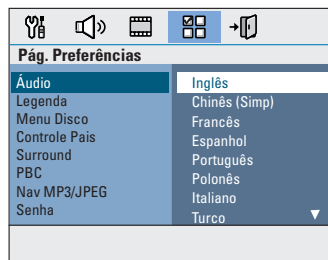 Pág. Preferências
Áudio
Legenda
Menu Disco
Controle Pais
Surround
PBC
Nav MP3/JPEG
Senha
Inglês
Chinês (Simp)
Francês
Espanhol
Português
Polonês
Italiano
Turco